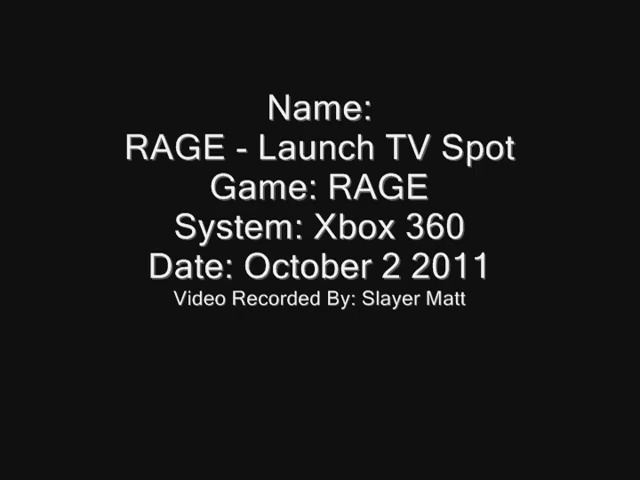 Name:
RAGE - Launch TV Spot
Game: RAGE
System: Xbox 360
Date: October 2 2011
Video Recorded By: Slayer Matt